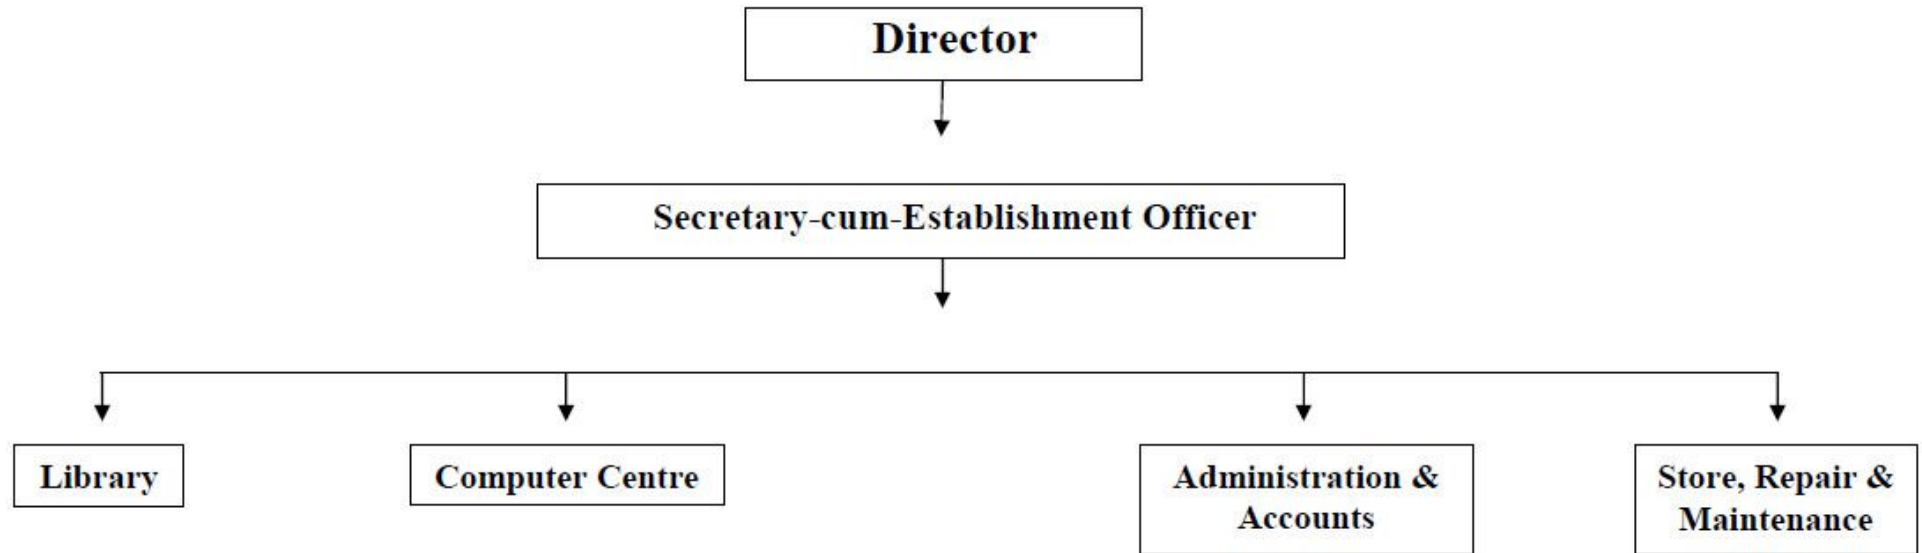 Director
Secretary-cum-Establishment Officer
Library
Computer Centre
Administration &
Accounts
Store, Repair &
Maintenance